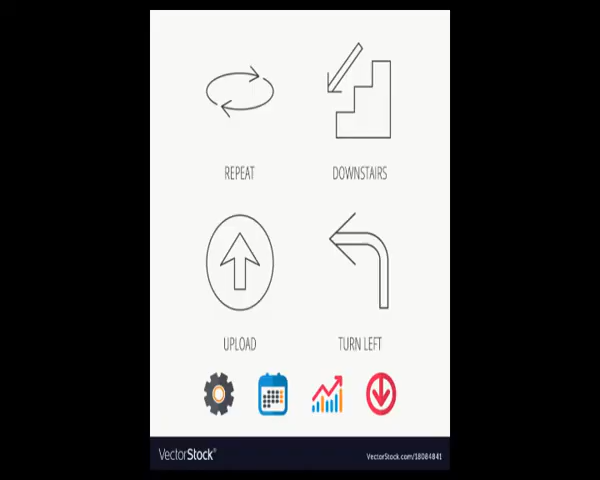 REPEAT
DOWNSTAIRS
UPLOAD
TURN LEFT
VectorStock®
VectorStock.com/18084841